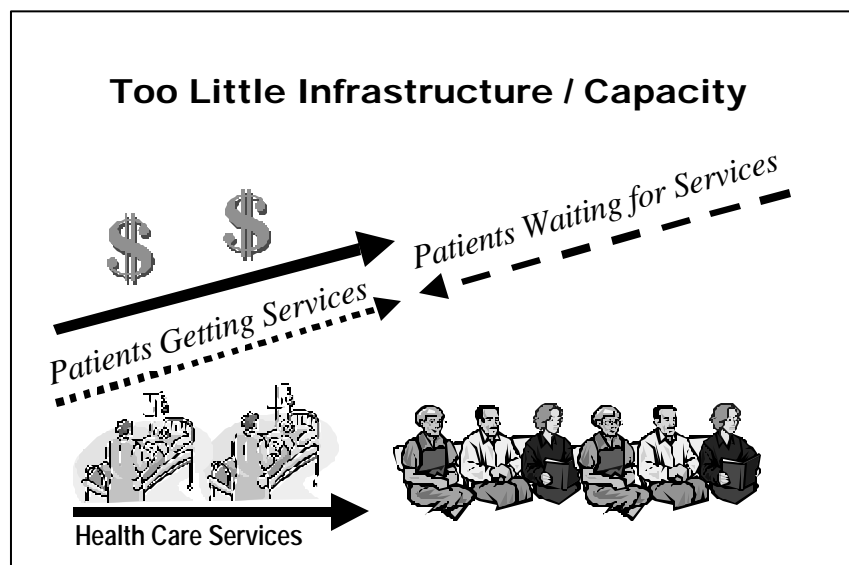 Too Little Infrastructure / Capacity
$ $
Patients Waiting for Services
Patients Getting Services
Health Care Services